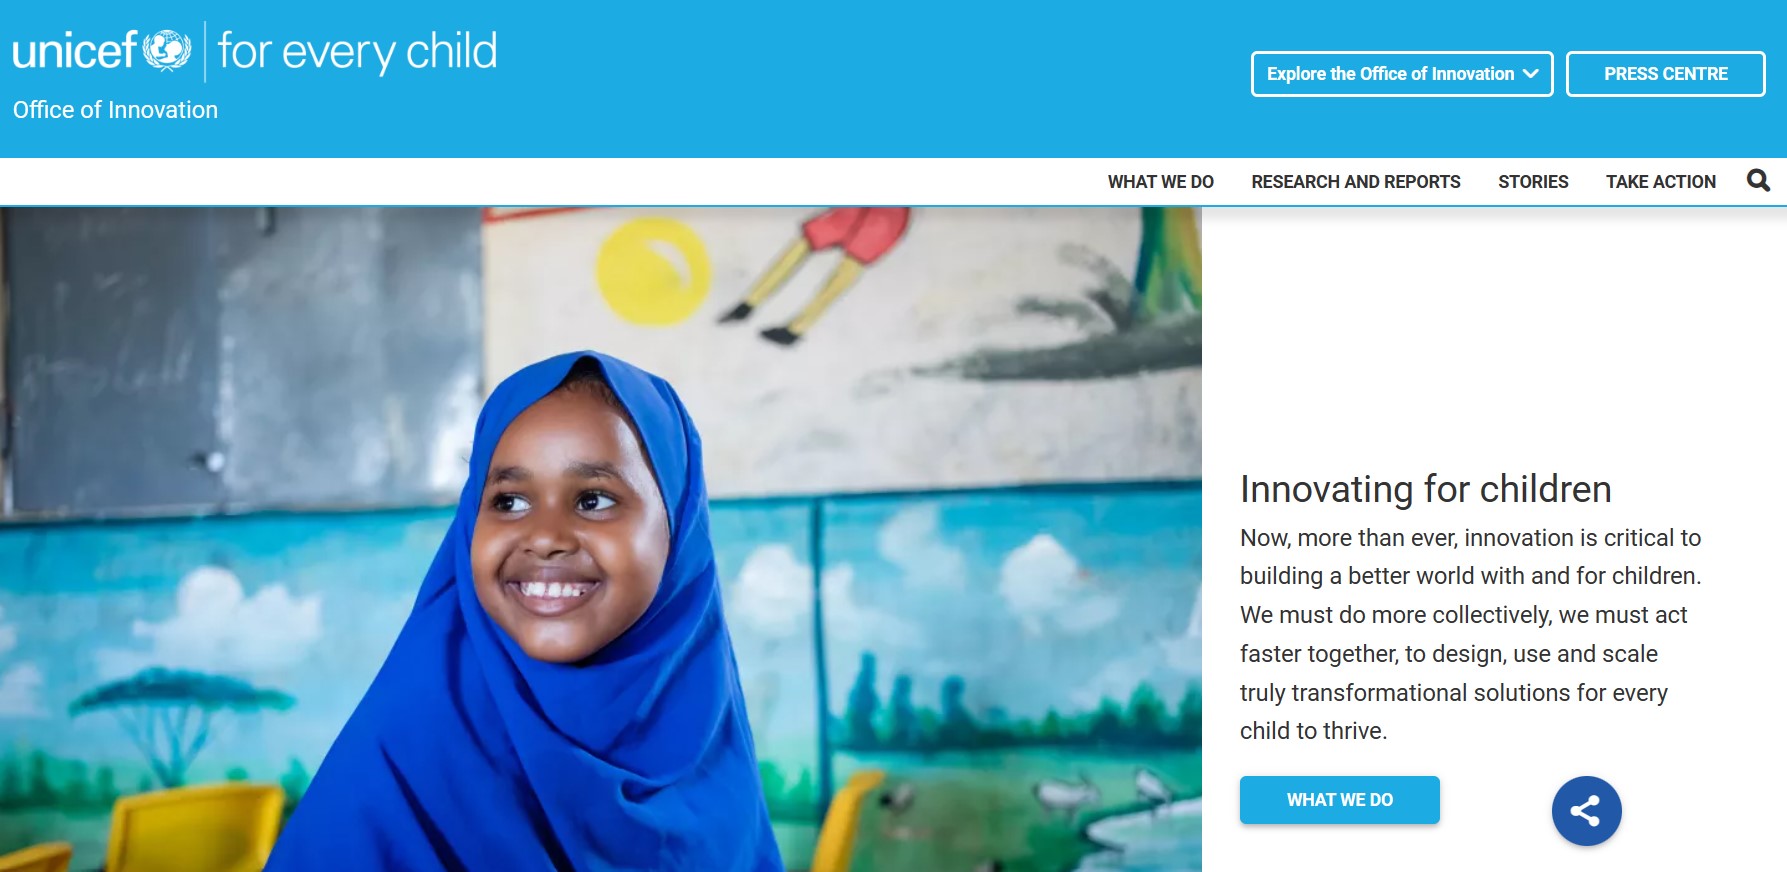 unicef for every child
Office of Innovation
Explore the Office of Innovation
PRESS CENTRE
WHAT WE DO
RESEARCH AND REPORTS
STORIES
TAKE ACTION
Innovating for children
Now, more than ever, innovation is critical to
building a better world with and for children.
We must do more collectively, we must act
faster together, to design, use and scale
truly transformational solutions for every
child to thrive.
WHAT WE DO